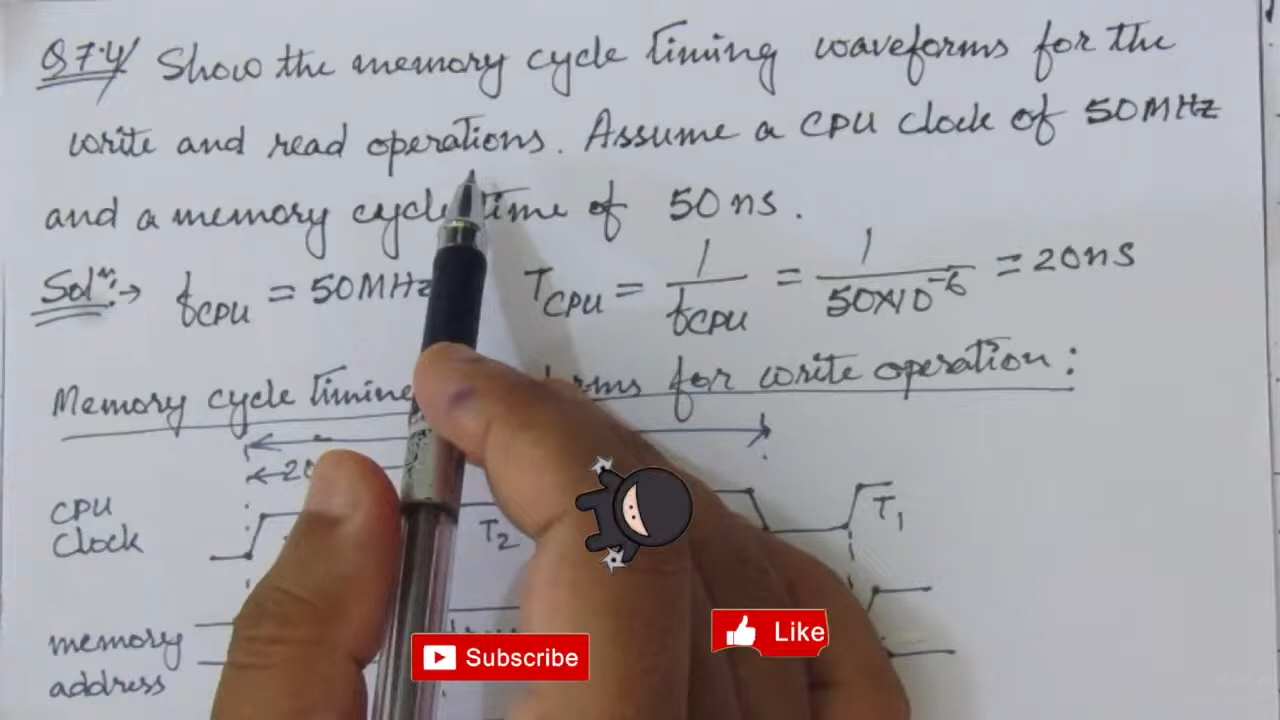 Q7.4/ Show the memory cycle timing waveforms for the
write and read operations. Assume a CPU clock of 50MHz
and a memory cycle time of 50 ns.
Solⁿ:→ fCPU = 50MHz TCPU = 1/fCPU = 1/50×10⁻⁶ = 20ns
Memory cycle timing for write operation:
CPU
clock
T2
T1
memory
address
Subscribe
Like